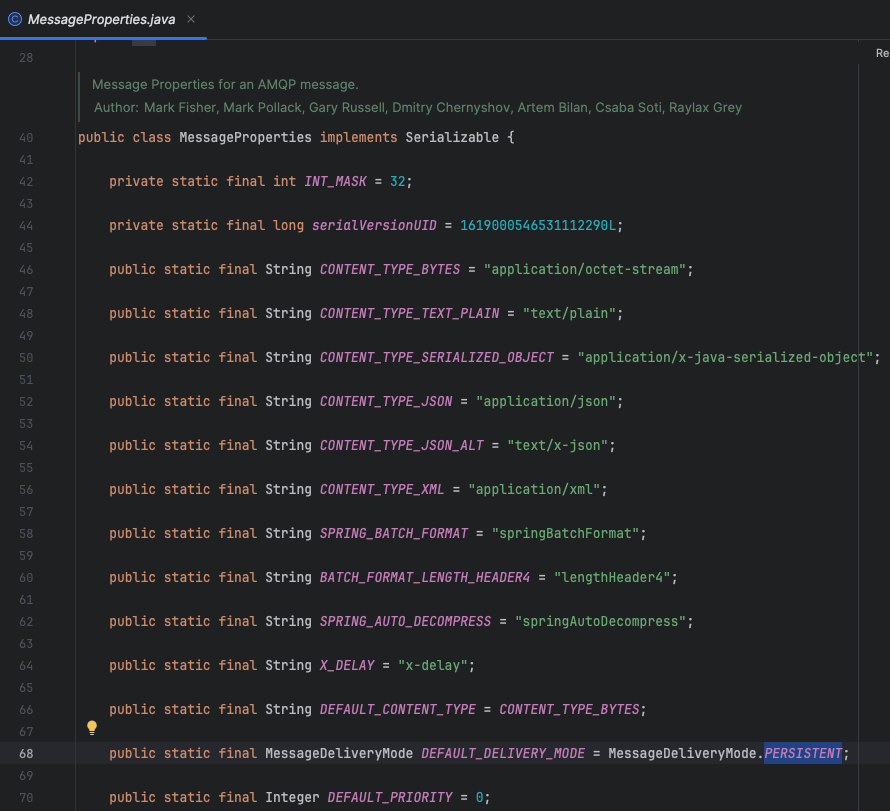 MessageProperties.java
28
Re
Message Properties for an AMQP message.
Author: Mark Fisher, Mark Pollack, Gary Russell, Dmitry Chernyshov, Artem Bilan, Csaba Soti, Raylax Grey
40 public class MessageProperties implements Serializable {
41
42 private static final int INT_MASK = 32;
43
44 private static final long serialVersionUID = 1619000546531112290L;
45
46 public static final String CONTENT_TYPE_BYTES = "application/octet-stream";
47
48 public static final String CONTENT_TYPE_TEXT_PLAIN = "text/plain";
49
50 public static final String CONTENT_TYPE_SERIALIZED_OBJECT = "application/x-java-serialized-object";
51
52 public static final String CONTENT_TYPE_JSON = "application/json";
53
54 public static final String CONTENT_TYPE_JSON_ALT = "text/x-json";
55
56 public static final String CONTENT_TYPE_XML = "application/xml";
57
58 public static final String SPRING_BATCH_FORMAT = "springBatchFormat";
59
60 public static final String BATCH_FORMAT_LENGTH_HEADER4 = "lengthHeader4";
61
62 public static final String SPRING_AUTO_DECOMPRESS = "springAutoDecompress";
63
64 public static final String X_DELAY = "x-delay";
65
66 public static final String DEFAULT_CONTENT_TYPE = CONTENT_TYPE_BYTES;
67
68 public static final MessageDeliveryMode DEFAULT_DELIVERY_MODE = MessageDeliveryMode.PERSISTENT;
69
70 public static final Integer DEFAULT_PRIORITY = 0;